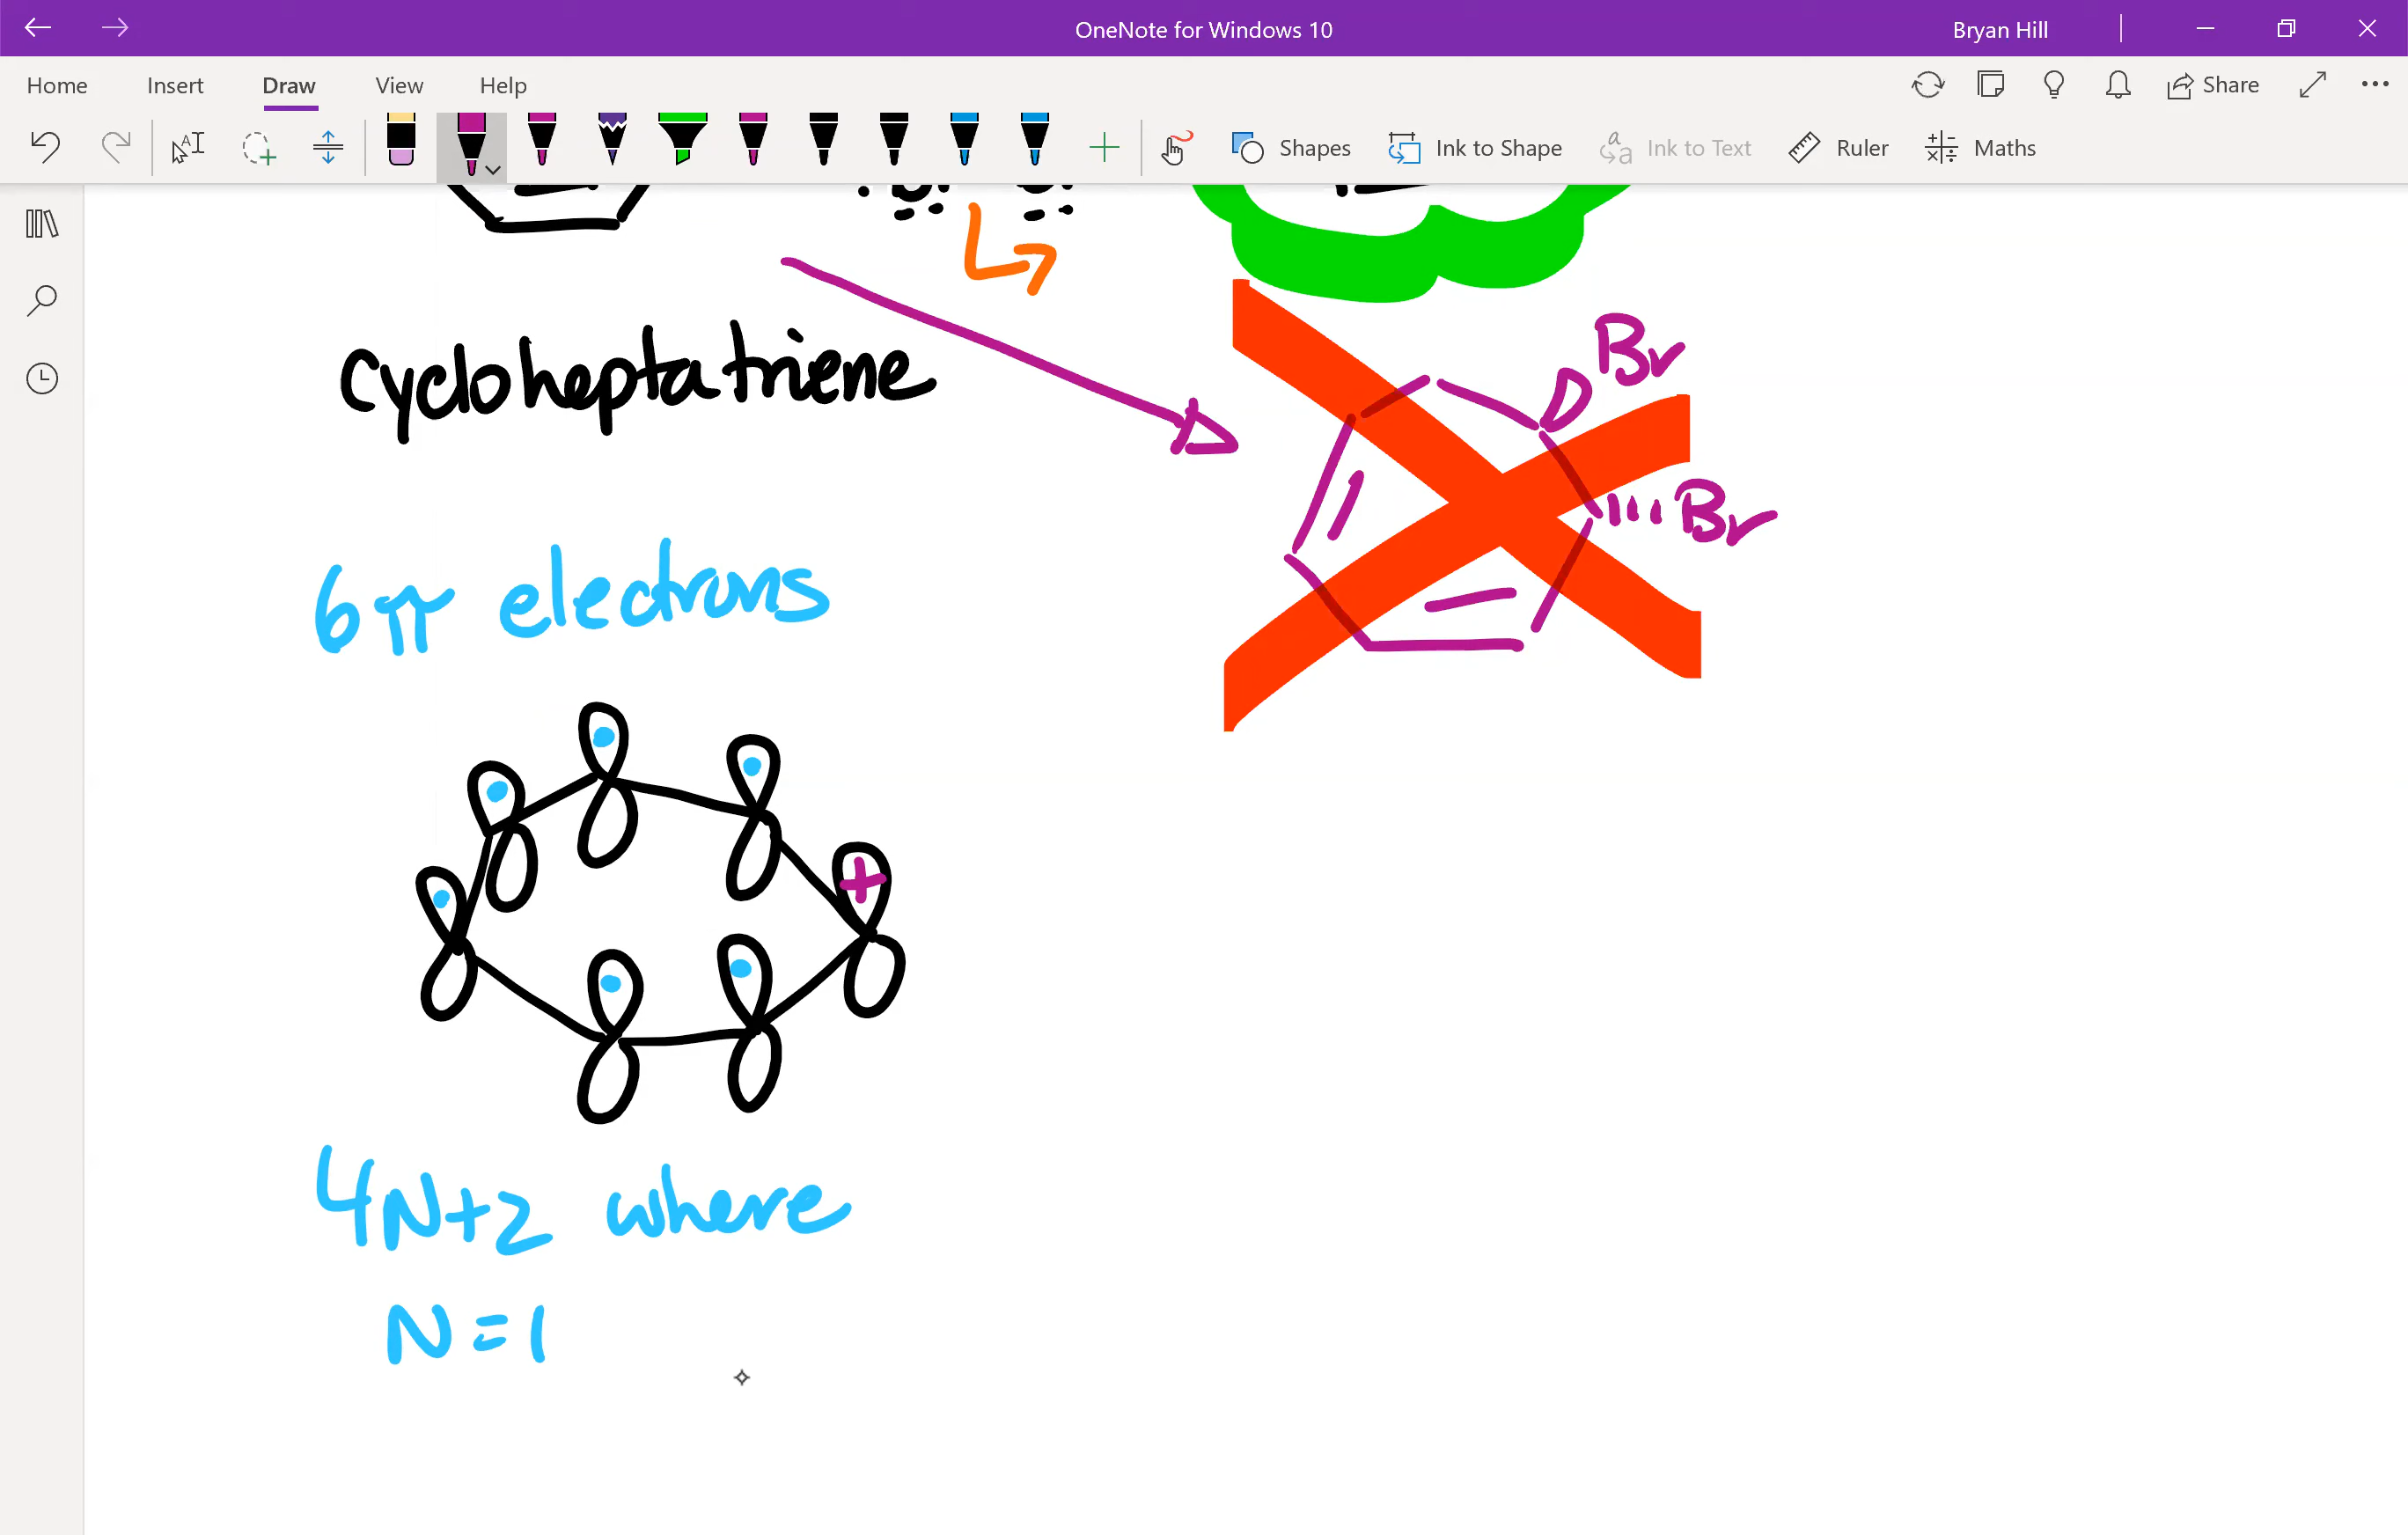 OneNote for Windows 10
Bryan Hill
Home Insert Draw View Help
Share
Shapes
Ink to Shape
Ink to Text
Ruler
Maths
cycloheptatriene
Br
Br
6π electrons
+
4N+2 where
N=1